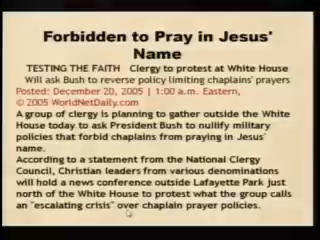 Forbidden to Pray in Jesus'
Name
TESTING THE FAITH Clergy to protest at White House
Will ask Bush to reverse policy limiting chaplains' prayers
Posted: December 20, 2005 | 1:00 a.m. Eastern,
© 2005 WorldNetDaily.com
A group of clergy is planning to gather outside the White
House today to ask President Bush to nullify military
policies that forbid chaplains from praying in Jesus'
name.
According to a statement from the National Clergy
Council, Christian leaders from various denominations
will hold a news conference outside Lafayette Park just
north of the White House to protest what the group calls
an "escalating crisis" over chaplain prayer policies.